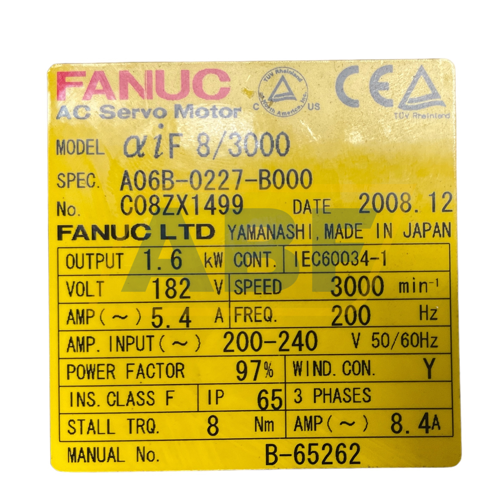 FANUC
AC Servo Motor
TÜV Rheinland
C US
CE
TÜV Rheinland
MODEL αiF 8/3000
SPEC. A06B-0227-B000
No. C08ZX1499 DATE 2008.12
FANUC LTD YAMANASHI, MADE IN JAPAN
OUTPUT 1.6 kW CONT. IEC60034-1
VOLT 182 V SPEED 3000 min⁻¹
AMP(~) 5.4 A FREQ. 200 Hz
AMP. INPUT(~) 200-240 V 50/60Hz
POWER FACTOR 97% WIND. CON. Y
INS. CLASS F IP 65 3 PHASES
STALL TRQ. 8 Nm AMP(~) 8.4A
MANUAL No. B-65262
ABF